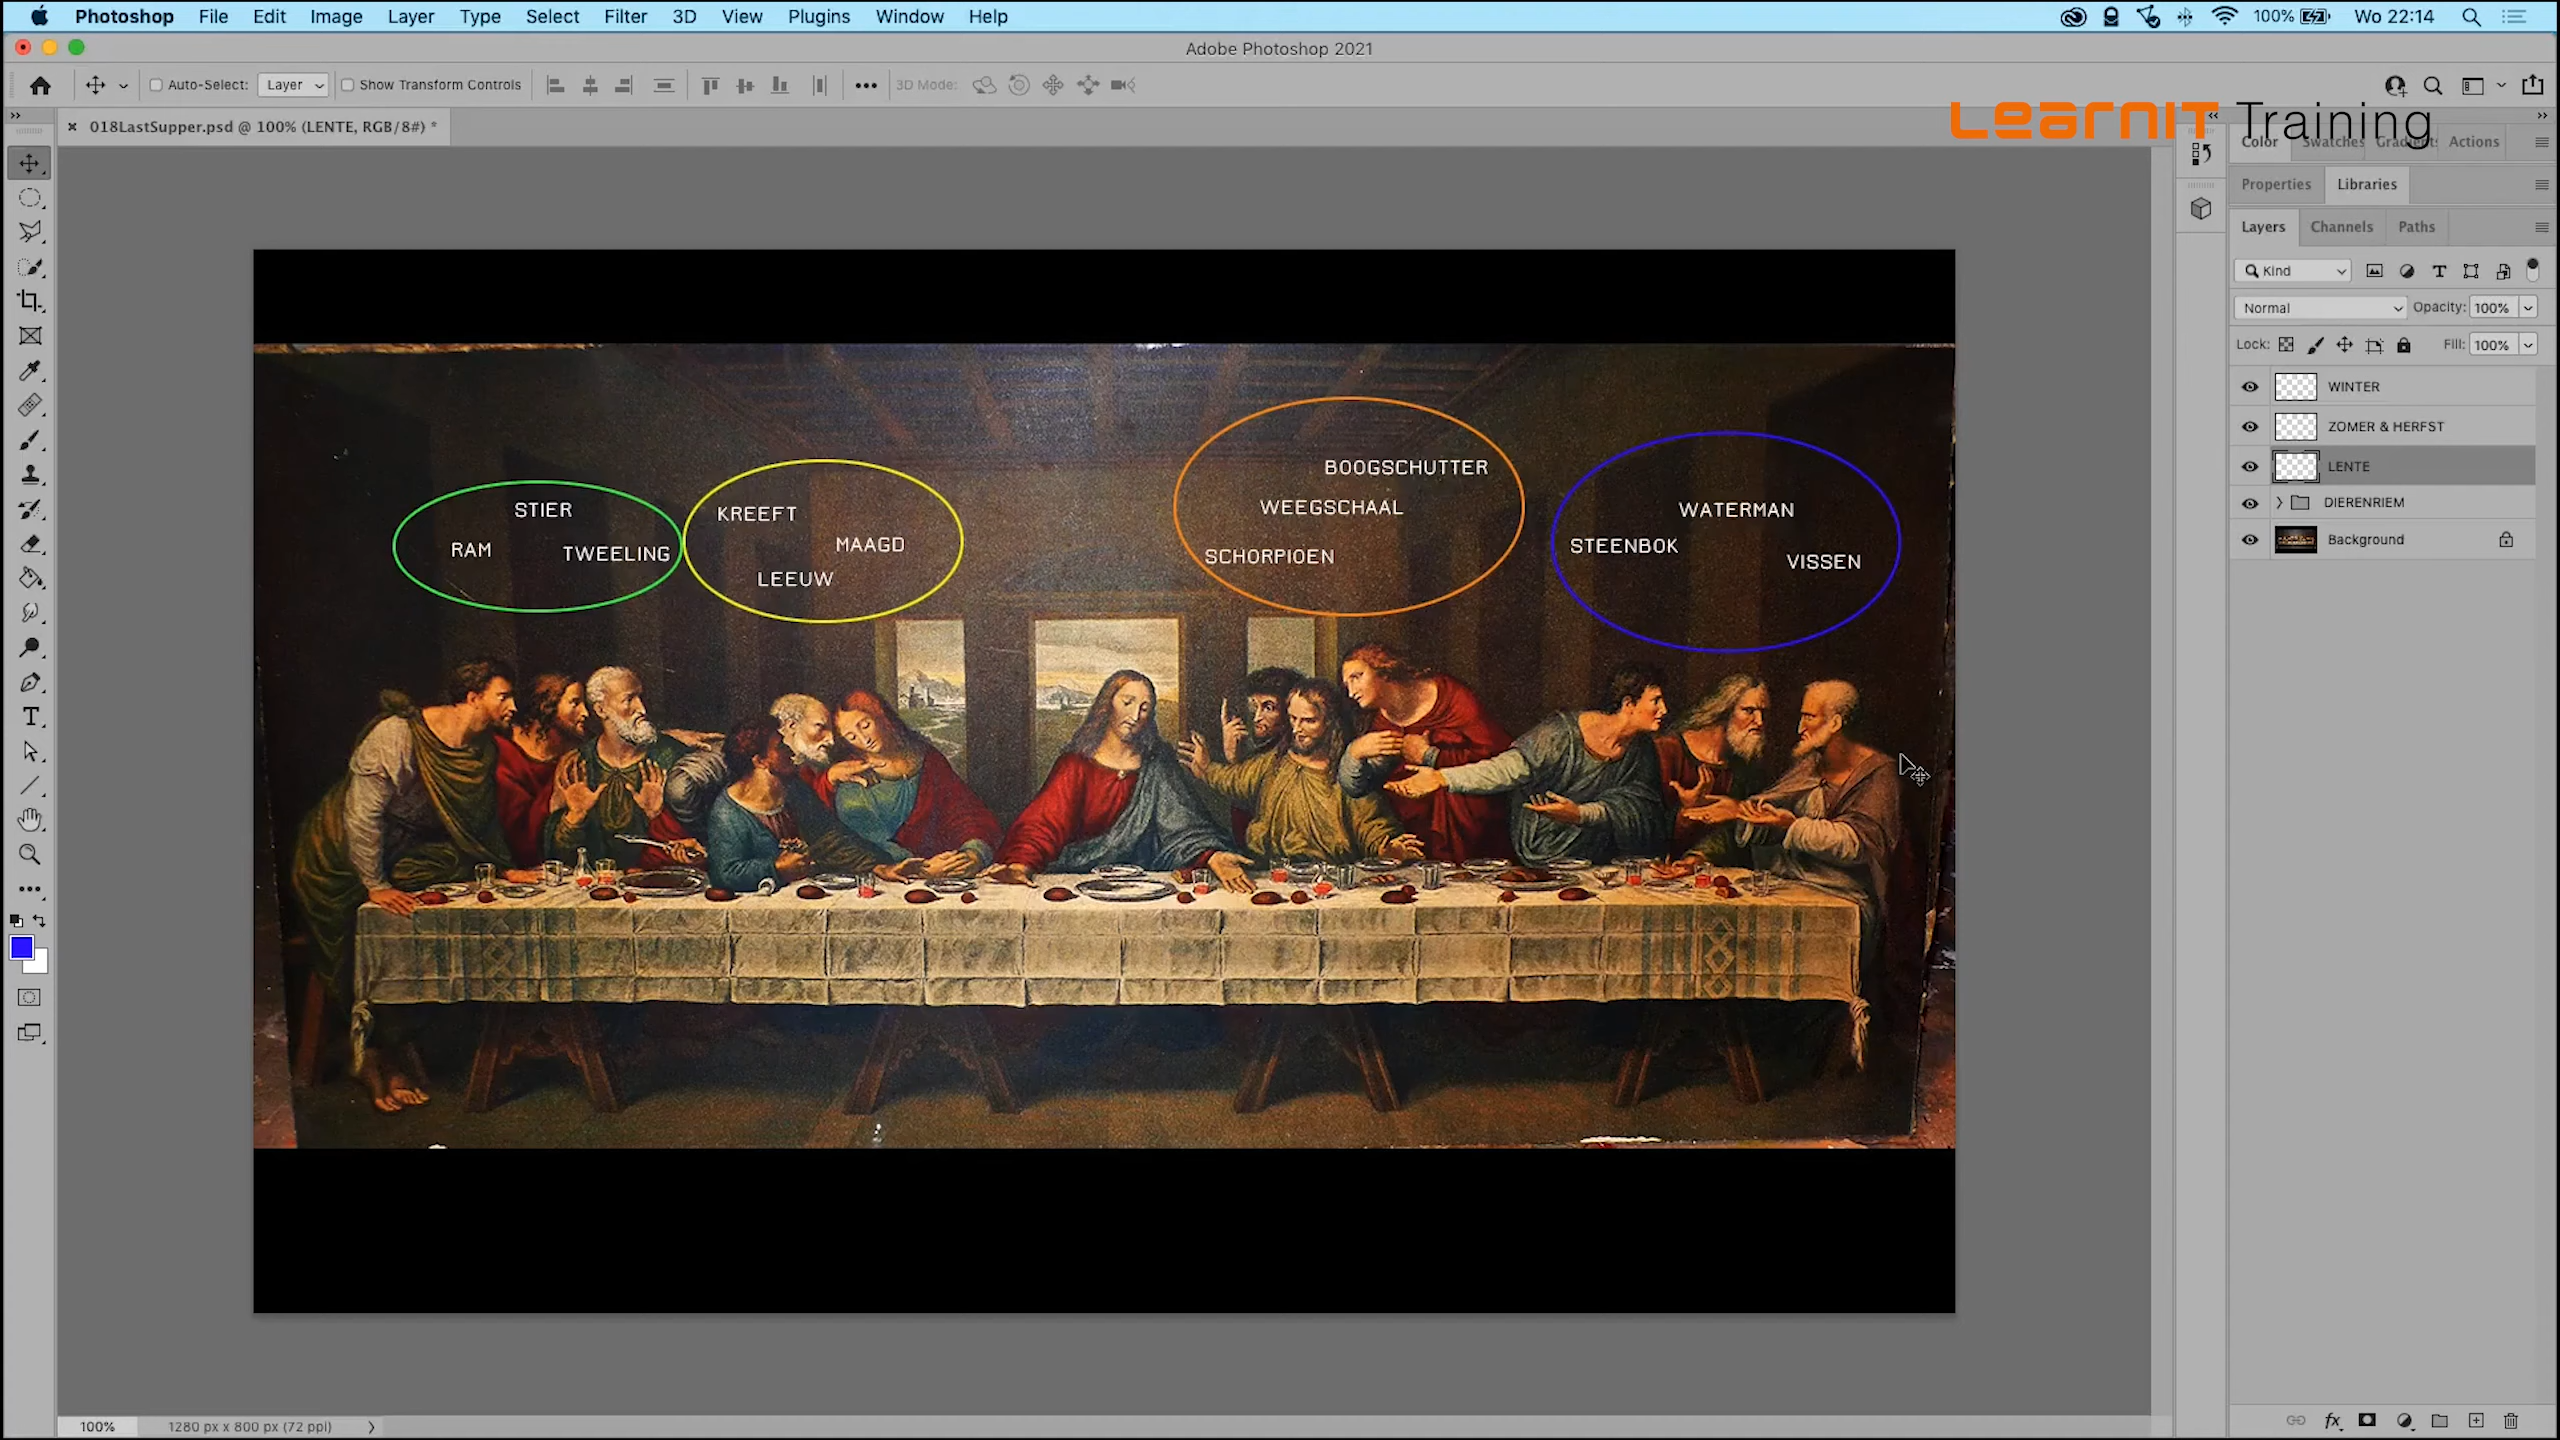 Photoshop File Edit Image Layer Type Select Filter 3D View Plugins Window Help 100% Wo 22:14
Adobe Photoshop 2021
Auto-Select: Layer Show Transform Controls 3D Mode:
LearnIT Training
018LastSupper.psd @ 100% (LENTE, RGB/8#) *
Color Swatches Gradients Actions
Properties Libraries
Layers Channels Paths
Kind
Normal Opacity: 100%
Lock: Fill: 100%
WINTER
ZOMER & HERFST
LENTE
DIERENRIEM
Background
STIER
RAM
TWEELING
KREEFT
MAAGD
LEEUW
BOOGSCHUTTER
WEEGSCHAAL
SCHORPIOEN
WATERMAN
STEENBOK
VISSEN
100% 1280 px x 800 px (72 ppi)